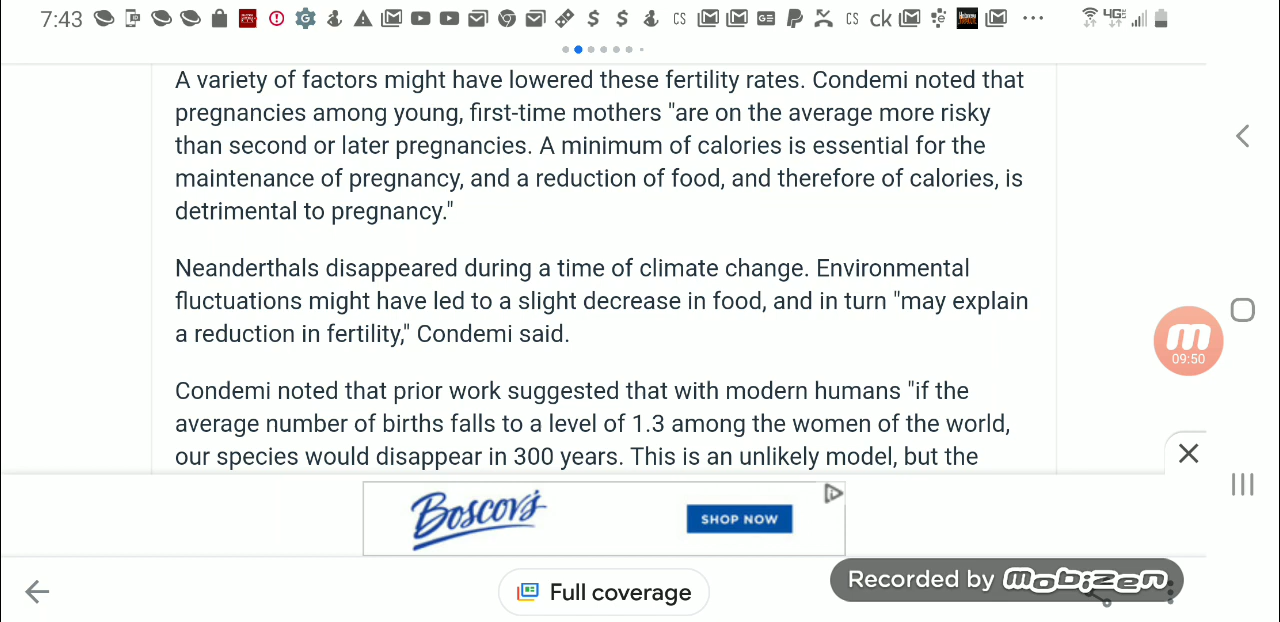 7:43
CS
CS
ck
4GE
A variety of factors might have lowered these fertility rates. Condemi noted that
pregnancies among young, first-time mothers "are on the average more risky
than second or later pregnancies. A minimum of calories is essential for the
maintenance of pregnancy, and a reduction of food, and therefore of calories, is
detrimental to pregnancy."
Neanderthals disappeared during a time of climate change. Environmental
fluctuations might have led to a slight decrease in food, and in turn "may explain
a reduction in fertility," Condemi said.
09:50
Condemi noted that prior work suggested that with modern humans "if the
average number of births falls to a level of 1.3 among the women of the world,
our species would disappear in 300 years. This is an unlikely model, but the
Boscov's
SHOP NOW
Full coverage
Recorded by mobizen